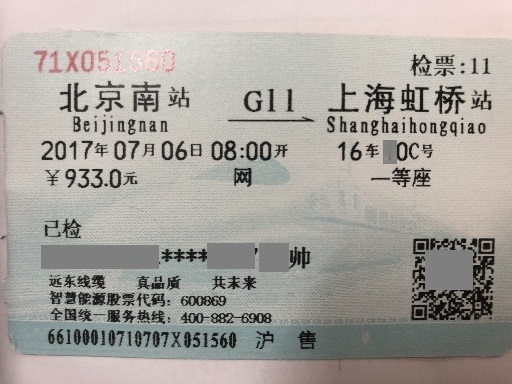 71X051560 检票:11
北京南站 G11 上海虹桥站
Beijingnan Shanghaihongqiao
2017年07月06日 08:00开 16车 0C号
￥933.0元 网 一等座
已检
**** 帅
远东线缆 真品质 共未来
智慧能源股票代码：600869
全国统一服务热线：400-882-6908
66100010710707X051560 沪售